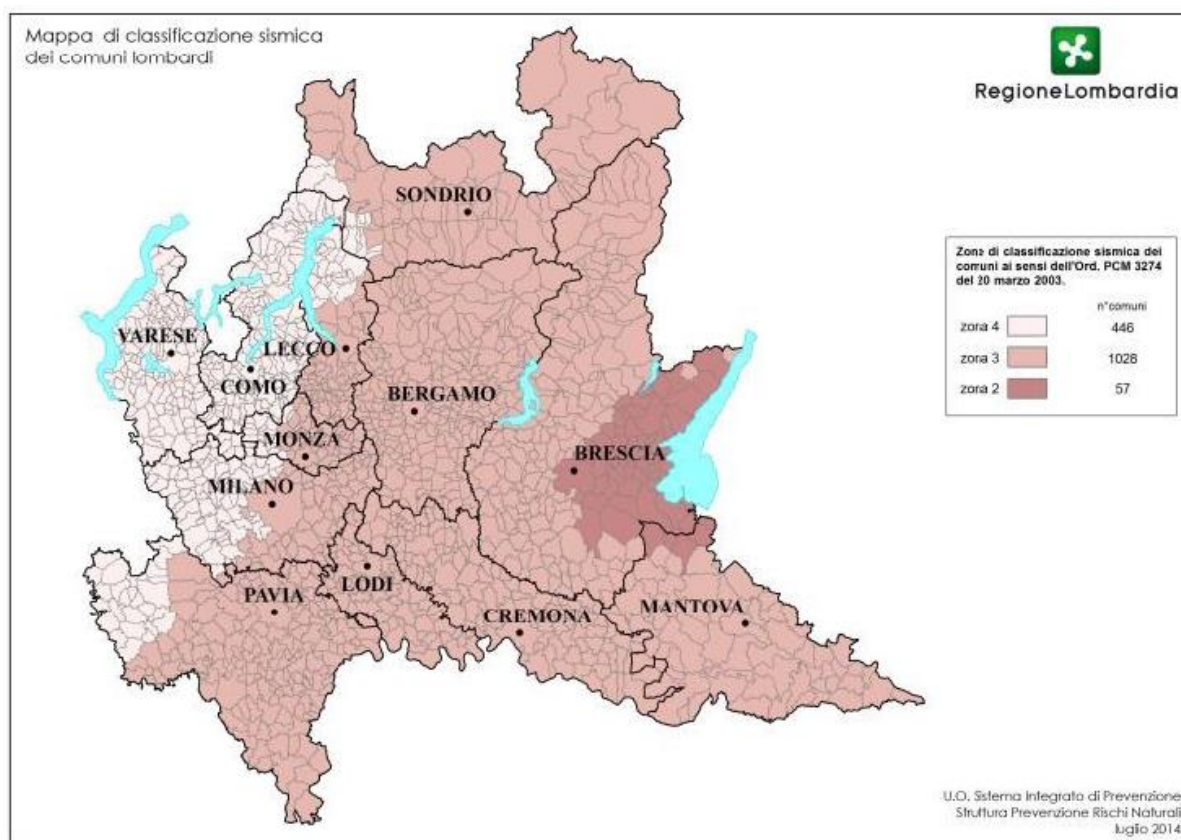 Mappa di classificazione sismica
dei comuni lombardi
RegioneLombardia
SONDRIO
VARESE
LECCO
COMO
BERGAMO
MONZA
BRESCIA
MILANO
LODI
PAVIA
CREMONA
MANTOVA
Zone di classificazione sismica dei
comuni ai sensi dell'Ord. PCM 3274
del 20 marzo 2003.
n°comuni
zona 4 446
zona 3 1028
zona 2 57
U.O. Sistema Integrato di Prevenzione
Struttura Prevenzione Rischi Naturali
luglio 2014